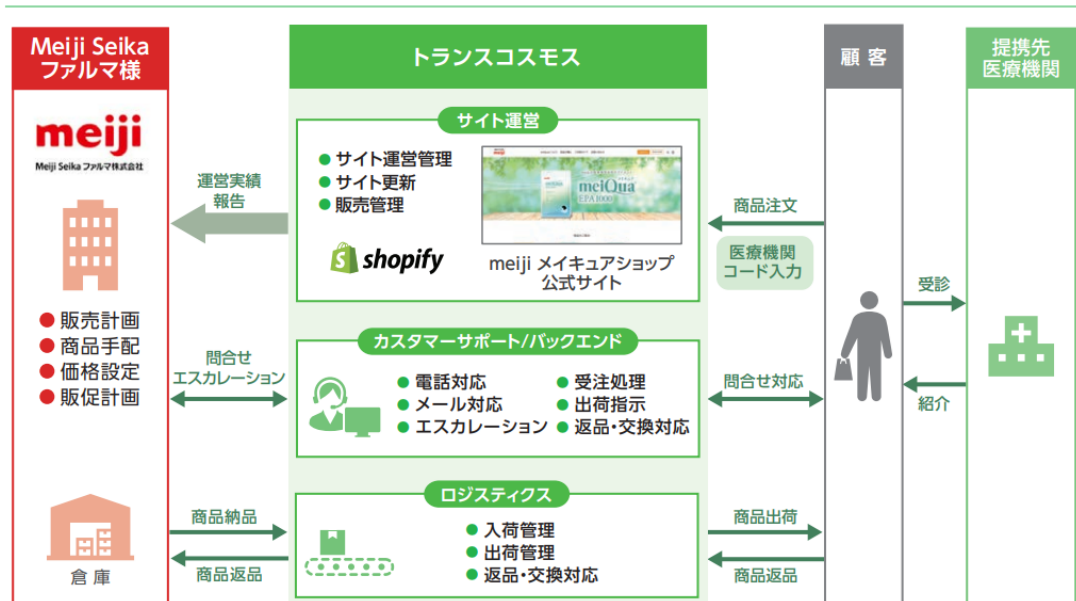 Meiji Seika
ファルマ様
meiji
Meiji Seika ファルマ株式会社
販売計画
商品手配
価格設定
販促計画
倉庫
運営実績
報告
問合せ
エスカレーション
商品納品
商品返品
トランスコスモス
サイト運営
サイト運営管理
サイト更新
販売管理
shopify
meiQua
EPA1000
meiji メイキュアショップ
公式サイト
カスタマーサポート/バックエンド
電話対応
メール対応
エスカレーション
受注処理
出荷指示
返品・交換対応
ロジスティクス
入荷管理
出荷管理
返品・交換対応
商品注文
医療機関
コード入力
問合せ対応
商品出荷
商品返品
顧客
受診
紹介
提携先
医療機関